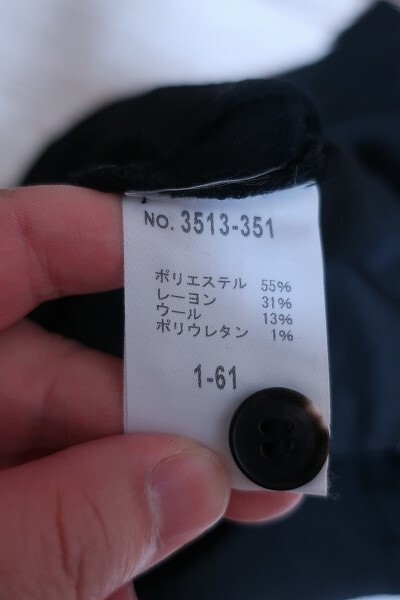 NO. 3513-351
ポリエステル 55%
レーヨン 31%
ウール 13%
ポリウレタン 1%
1-61